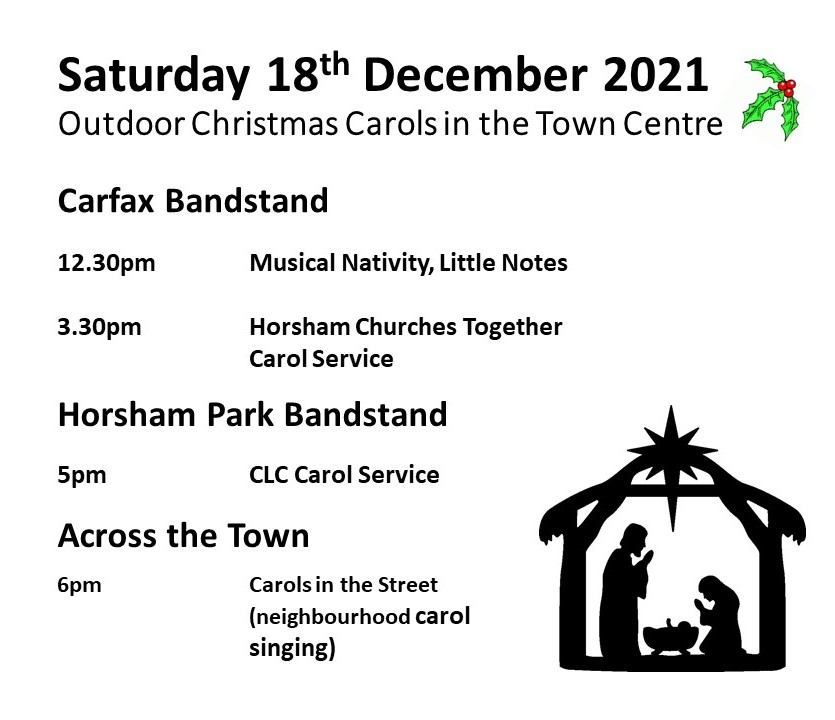 Saturday 18th December 2021
Outdoor Christmas Carols in the Town Centre
Carfax Bandstand
12.30pm Musical Nativity, Little Notes
3.30pm Horsham Churches Together
Carol Service
Horsham Park Bandstand
5pm CLC Carol Service
Across the Town
6pm Carols in the Street
(neighbourhood carol
singing)